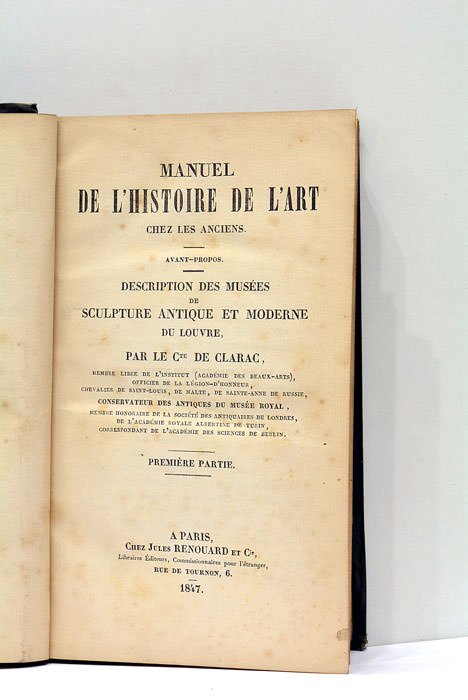 MANUEL
DE L'HISTOIRE DE L'ART
CHEZ LES ANCIENS.
AVANT-PROPOS.
DESCRIPTION DES MUSÉES
DE
SCULPTURE ANTIQUE ET MODERNE
DU LOUVRE,
PAR LE Cᵀᴱ DE CLARAC,
MEMBRE LIBRE DE L'INSTITUT (ACADÉMIE DES BEAUX-ARTS),
OFFICIER DE LA LÉGION-D'HONNEUR,
CHEVALIER DE SAINT-LOUIS, DE MALTE, DE SAINTE-ANNE DE RUSSIE,
CONSERVATEUR DES ANTIQUES DU MUSÉE ROYAL,
MEMBRE HONORAIRE DE LA SOCIÉTÉ DES ANTIQUAIRES DE LONDRES,
DE L'ACADÉMIE ROYALE ALBERTINE DE TURIN,
CORRESPONDANT DE L'ACADÉMIE DES SCIENCES DE BERLIN.
PREMIÈRE PARTIE.
A PARIS,
CHEZ JULES RENOUARD ET Cⁱᵉ,
Libraires Éditeurs, Commissionnaires pour l'étranger,
RUE DE TOURNON, 6.
1847.